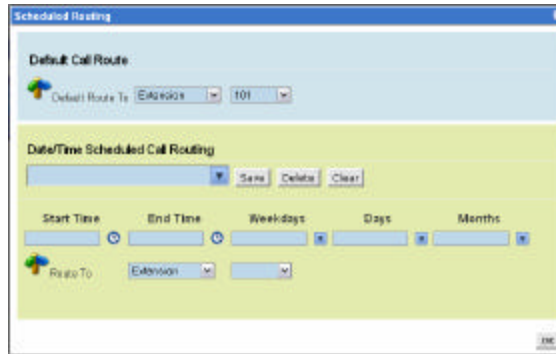 Scheduled Routing
Default Call Route
Default Route To Extension 101
Date/Time Scheduled Call Routing
Save Delete Clear
Start Time End Time Weekdays Days Months
Route To Extension